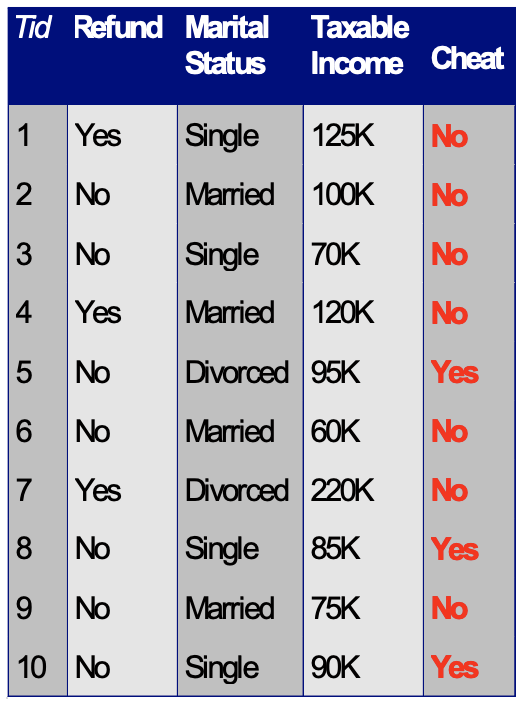 Tid Refund Marital Status Taxable Income Cheat
1 Yes Single 125K No
2 No Married 100K No
3 No Single 70K No
4 Yes Married 120K No
5 No Divorced 95K Yes
6 No Married 60K No
7 Yes Divorced 220K No
8 No Single 85K Yes
9 No Married 75K No
10 No Single 90K Yes